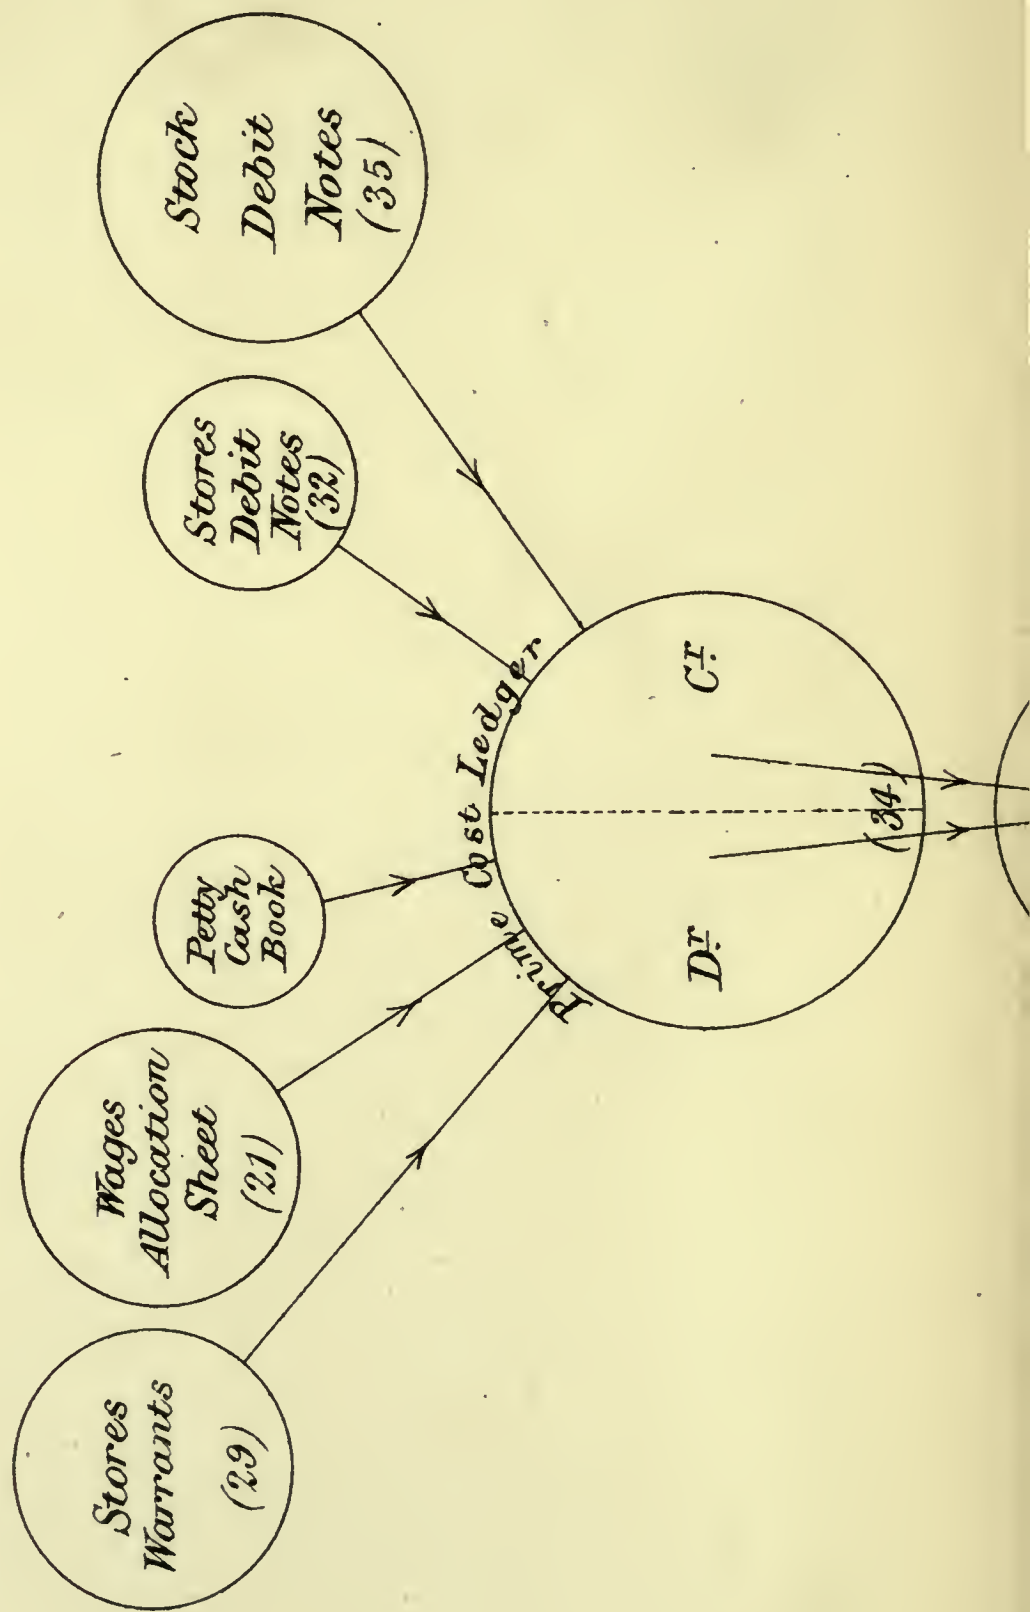 Stores
Warrants
(29)
Wages
Allocation
Sheet
(21)
Petty
Cash
Book
Stores
Debit
Notes
(32)
Stock
Debit
Notes
(35)
Prime Cost Ledger
Dr.
Cr.
(34)